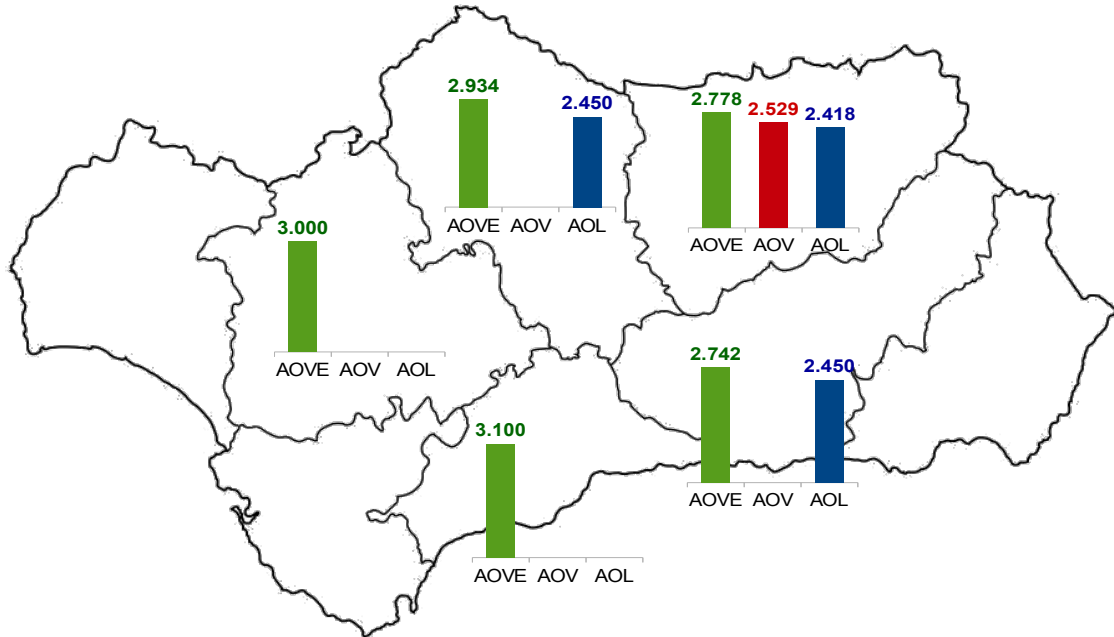 2.934
2.450
AOVE AOV AOL
2.778
2.529
2.418
AOVE AOV AOL
3.000
AOVE AOV AOL
2.742
2.450
AOVE AOV AOL
3.100
AOVE AOV AOL